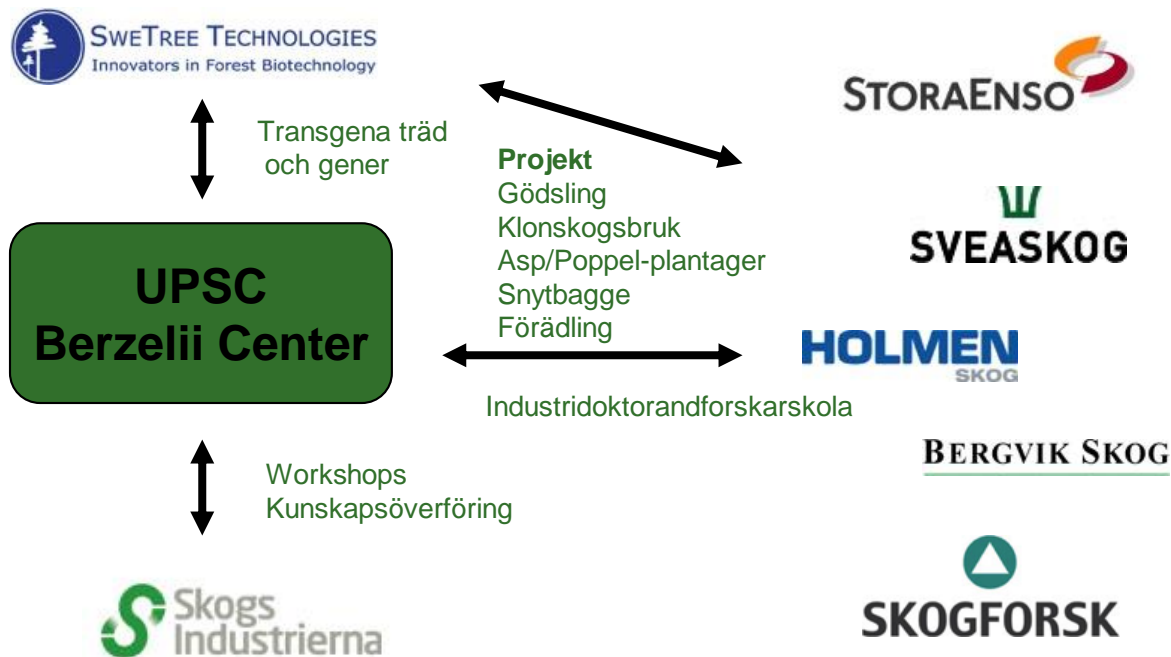 SWETREE TECHNOLOGIES
Innovators in Forest Biotechnology
STORAENSO
Transgena träd
och gener
Projekt
Gödsling
Klonskogsbruk
Asp/Poppel-plantager
Snytbagge
Förädling
SVEASKOG
UPSC
Berzelii Center
HOLMEN
SKOG
Industridoktorandforskarskola
BERGVIK SKOG
Workshops
Kunskapsöverföring
Skogs
Industrierna
SKOGFORSK